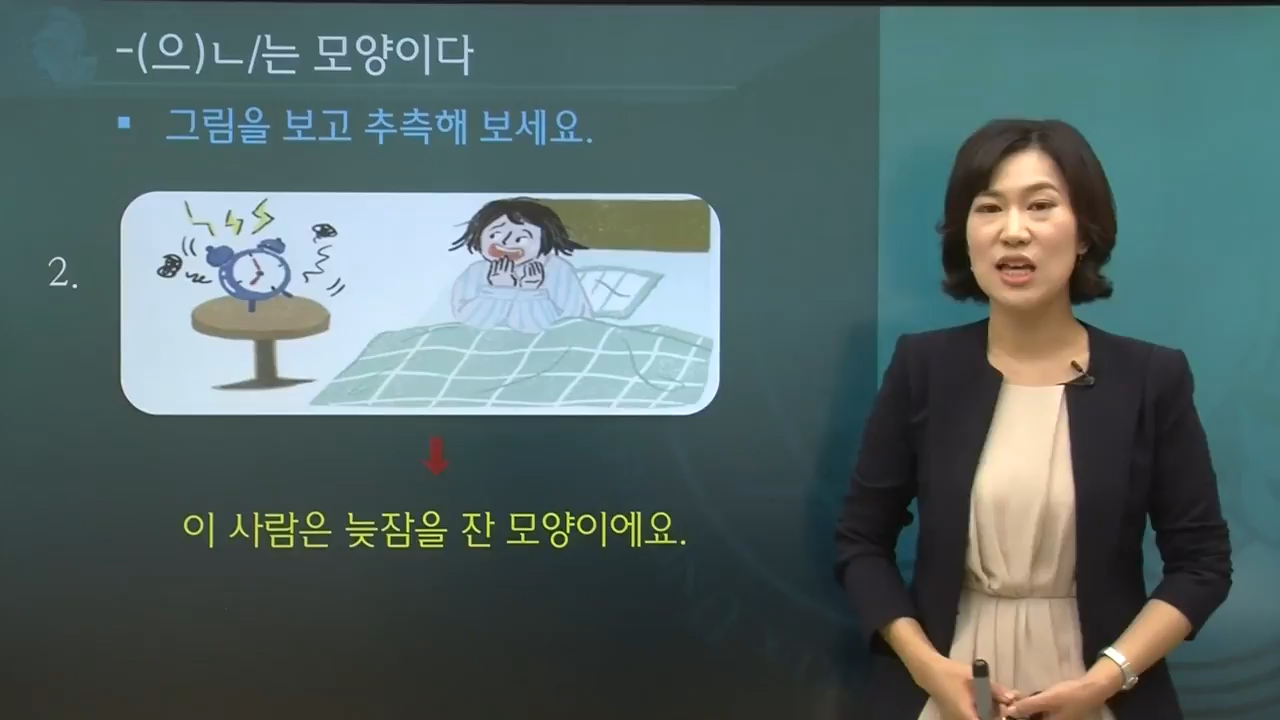 -(으)ㄴ/는 모양이다
▪ 그림을 보고 추측해 보세요.
2.
이 사람은 늦잠을 잔 모양이에요.